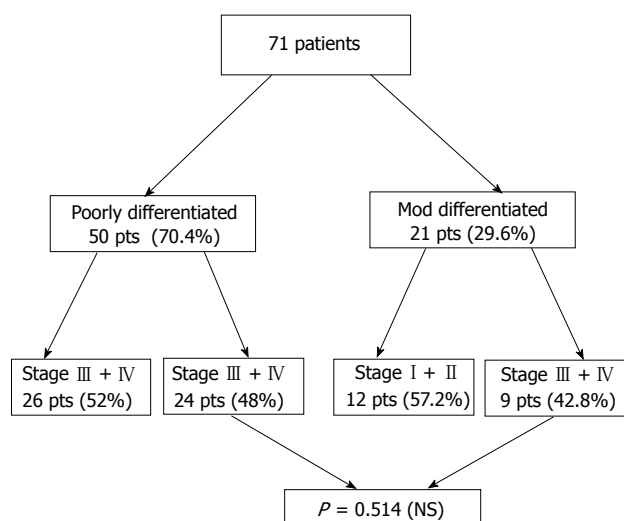 71 patients
Poorly differentiated
50 pts (70.4%)
Mod differentiated
21 pts (29.6%)
Stage Ⅲ + Ⅳ
26 pts (52%)
Stage Ⅲ + Ⅳ
24 pts (48%)
Stage Ⅰ + Ⅱ
12 pts (57.2%)
Stage Ⅲ + Ⅳ
9 pts (42.8%)
P = 0.514 (NS)